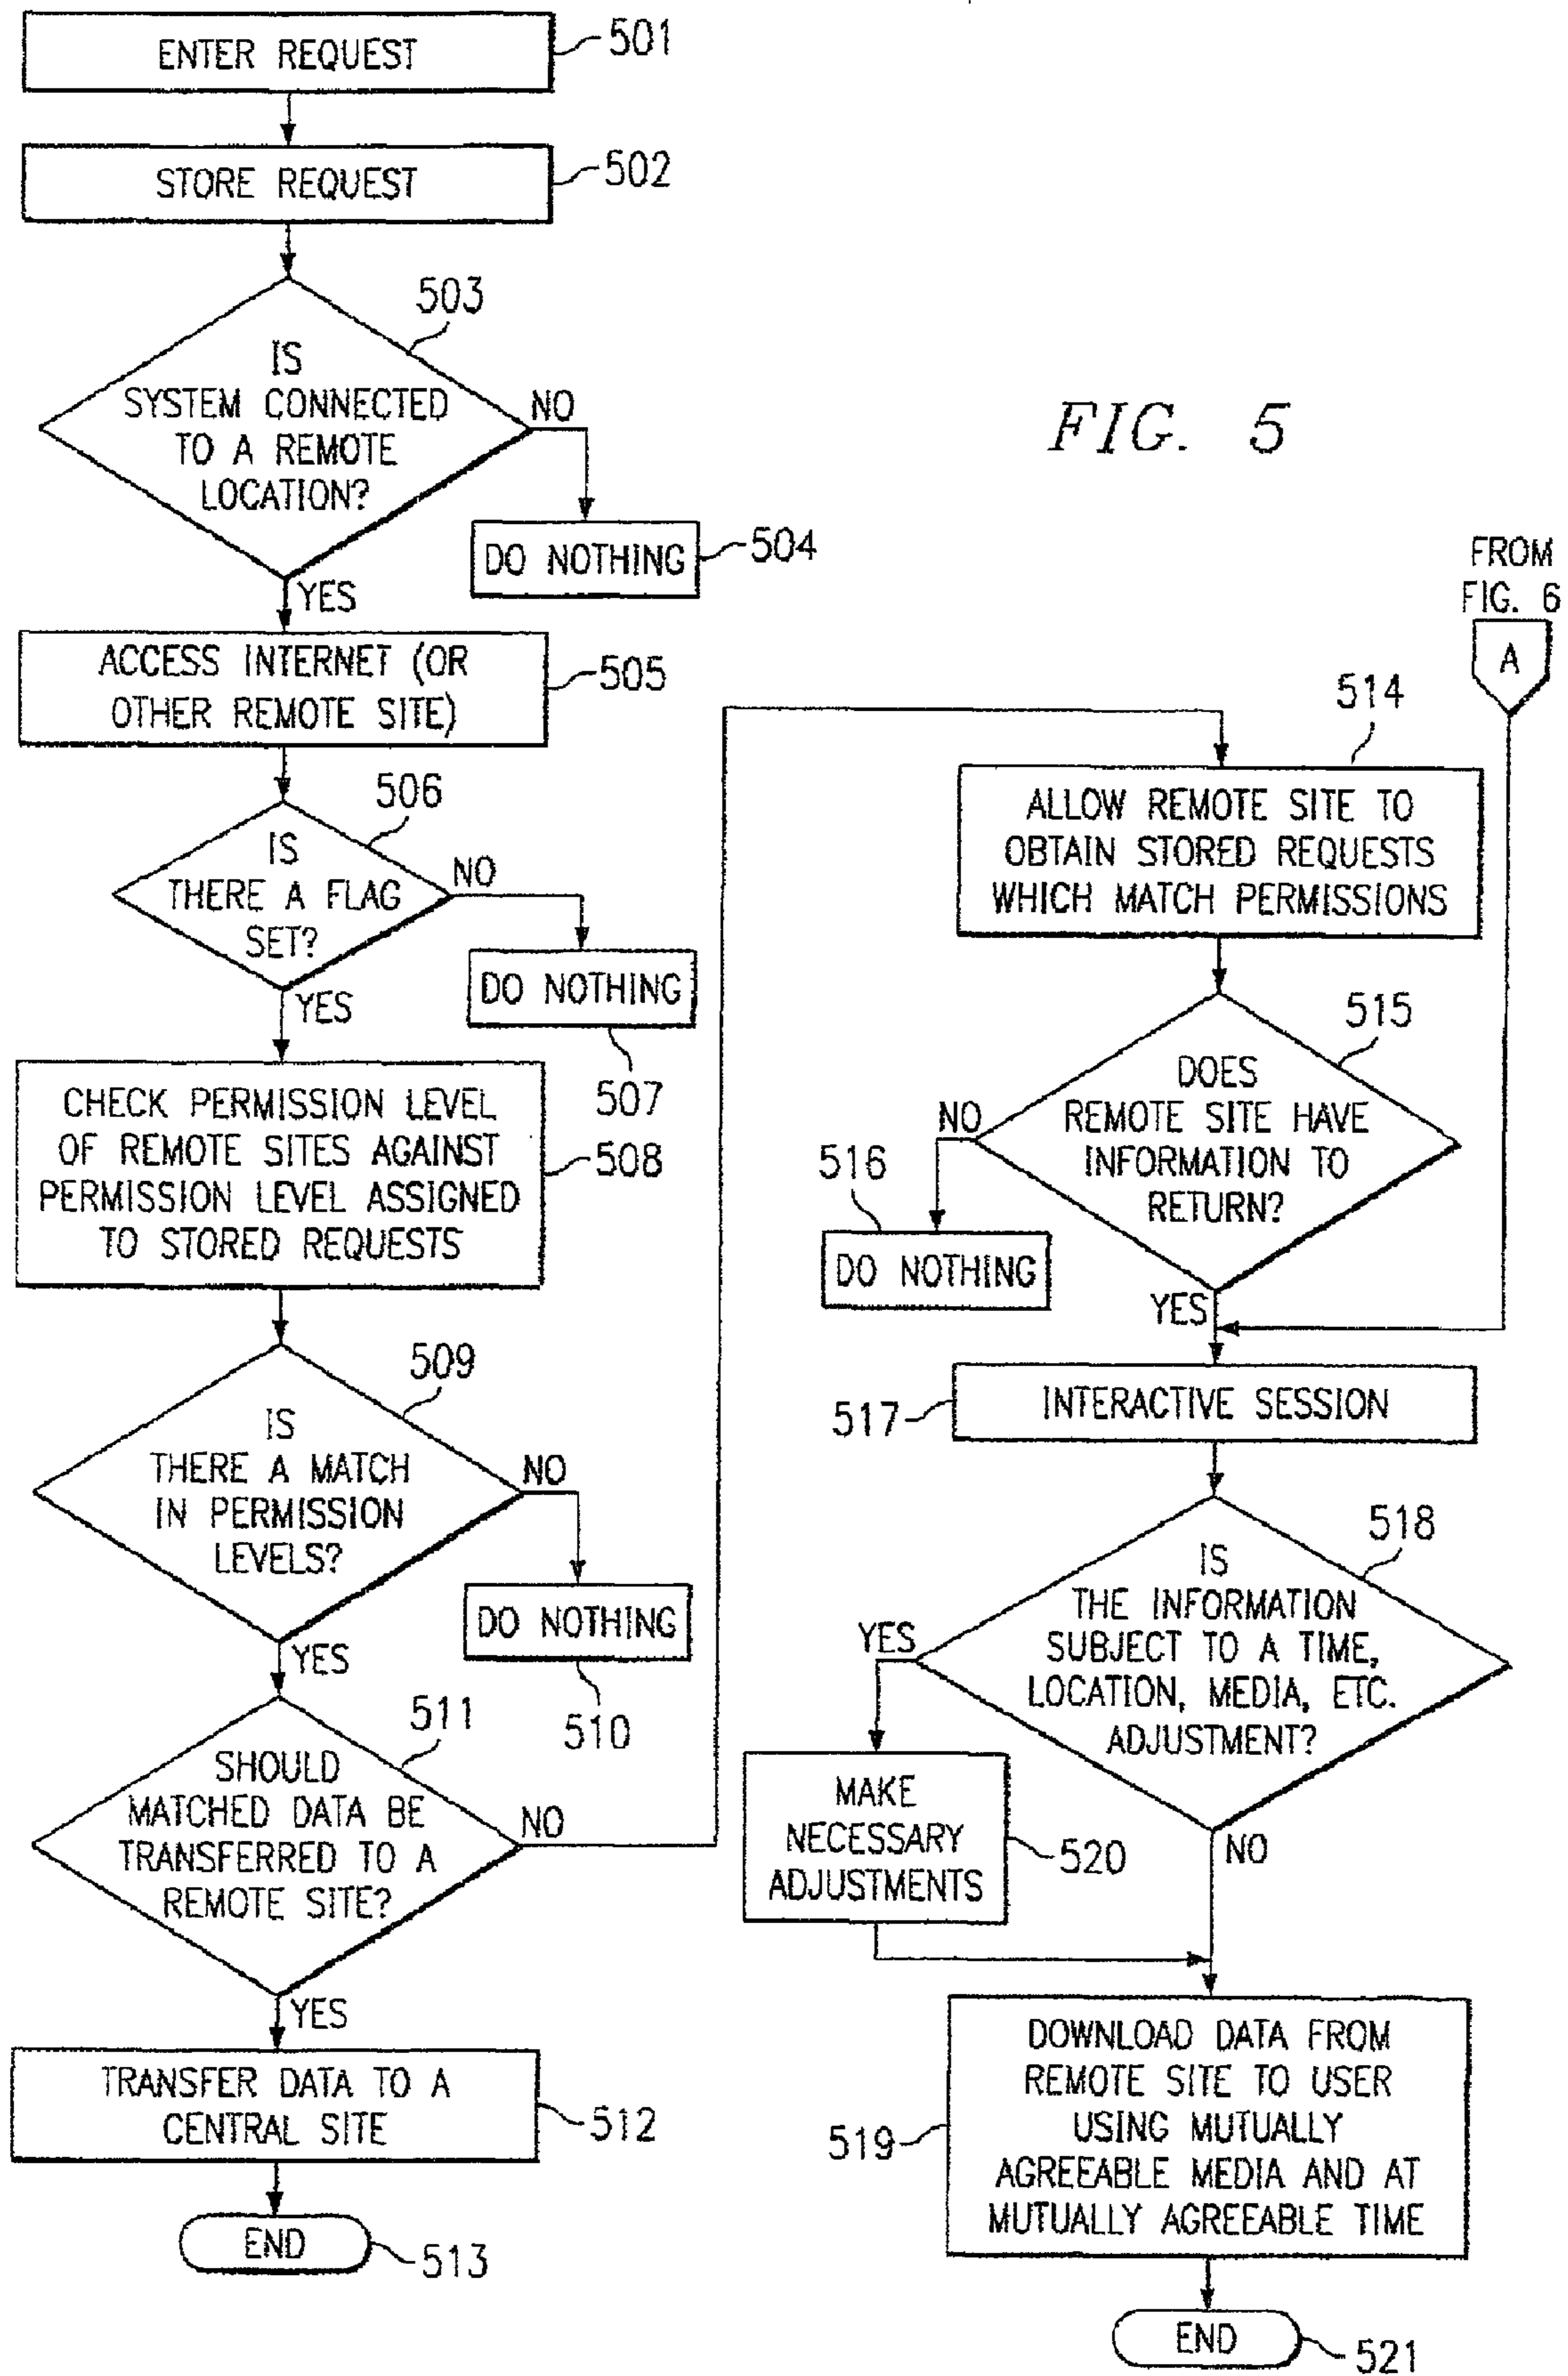 ENTER REQUEST
501
STORE REQUEST
502
503
IS
SYSTEM CONNECTED
TO A REMOTE
LOCATION?
NO
DO NOTHING
504
YES
ACCESS INTERNET (OR
OTHER REMOTE SITE)
505
506
IS
THERE A FLAG
SET?
NO
DO NOTHING
507
YES
CHECK PERMISSION LEVEL
OF REMOTE SITES AGAINST
PERMISSION LEVEL ASSIGNED
TO STORED REQUESTS
508
509
IS
THERE A MATCH
IN PERMISSION
LEVELS?
NO
DO NOTHING
510
YES
511
SHOULD
MATCHED DATA BE
TRANSFERRED TO A
REMOTE SITE?
NO
YES
TRANSFER DATA TO A
CENTRAL SITE
512
END
513
FIG. 5
FROM
FIG. 6
A
514
ALLOW REMOTE SITE TO
OBTAIN STORED REQUESTS
WHICH MATCH PERMISSIONS
515
DOES
REMOTE SITE HAVE
INFORMATION TO
RETURN?
NO
516
DO NOTHING
YES
517
INTERACTIVE SESSION
518
IS
THE INFORMATION
SUBJECT TO A TIME,
LOCATION, MEDIA, ETC.
ADJUSTMENT?
YES
MAKE
NECESSARY
ADJUSTMENTS
520
NO
DOWNLOAD DATA FROM
REMOTE SITE TO USER
USING MUTUALLY
AGREEABLE MEDIA AND AT
MUTUALLY AGREEABLE TIME
519
END
521